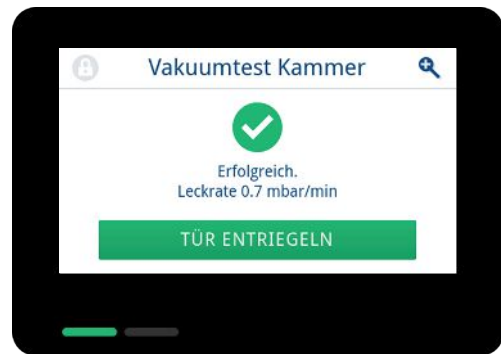 Vakuumtest Kammer
Erfolgreich.
Leckrate 0.7 mbar/min
TÜR ENTRIEGELN